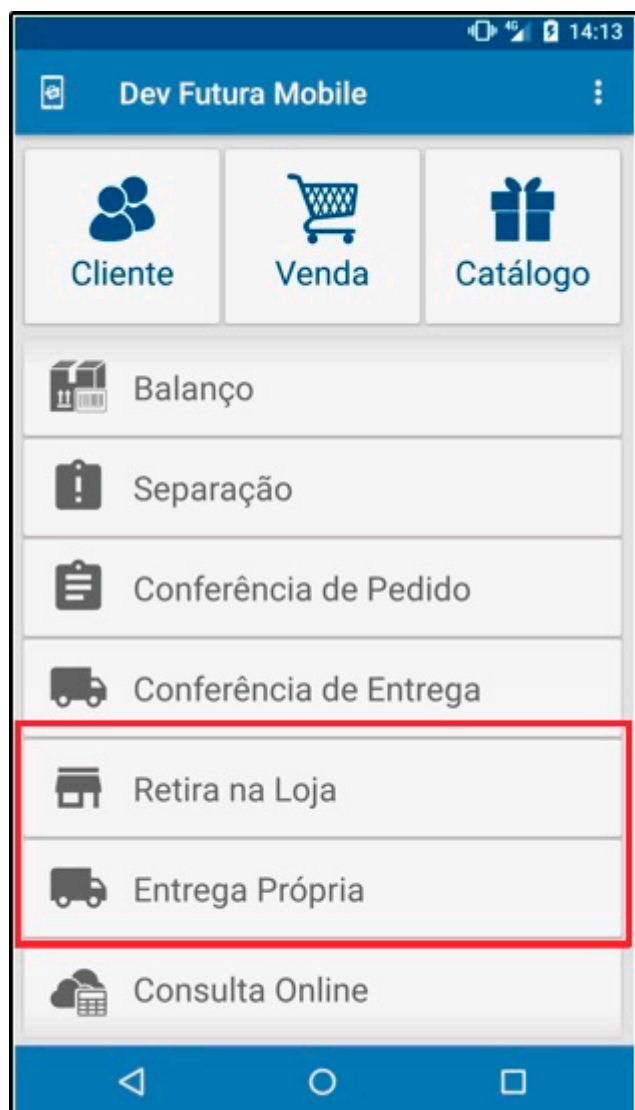 4G 14:13
Dev Futura Mobile
Cliente Venda Catálogo
Balanço
Separação
Conferência de Pedido
Conferência de Entrega
Retira na Loja
Entrega Própria
Consulta Online